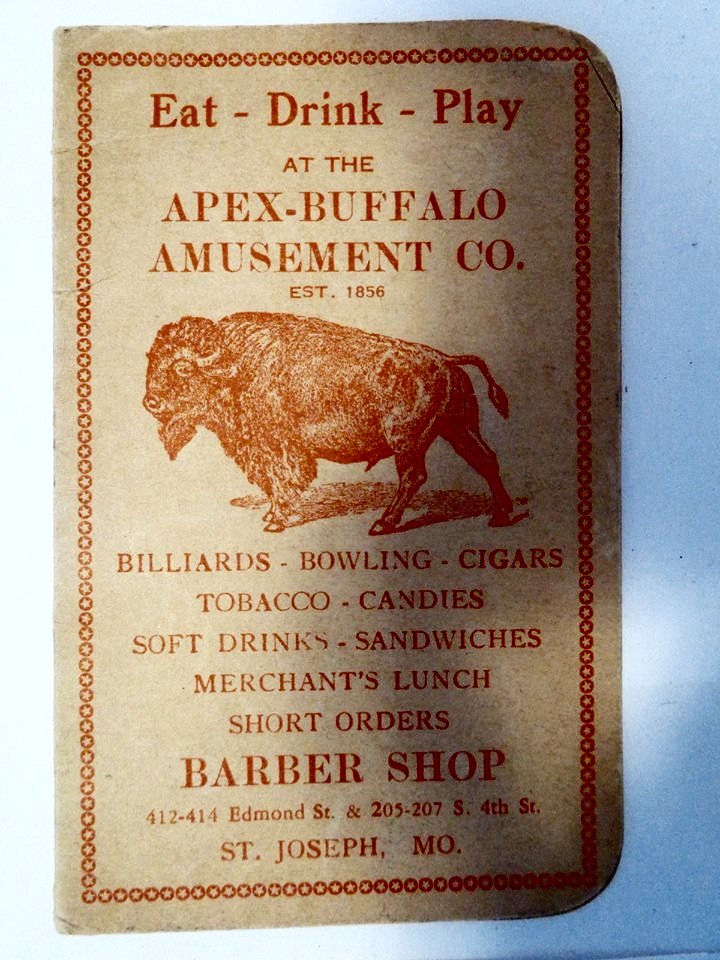 Eat - Drink - Play
AT THE
APEX-BUFFALO
AMUSEMENT CO.
EST. 1856
BILLIARDS - BOWLING - CIGARS
TOBACCO - CANDIES
SOFT DRINKS - SANDWICHES
MERCHANT'S LUNCH
SHORT ORDERS
BARBER SHOP
412-414 Edmond St. & 205-207 S. 4th St.
ST. JOSEPH, MO.